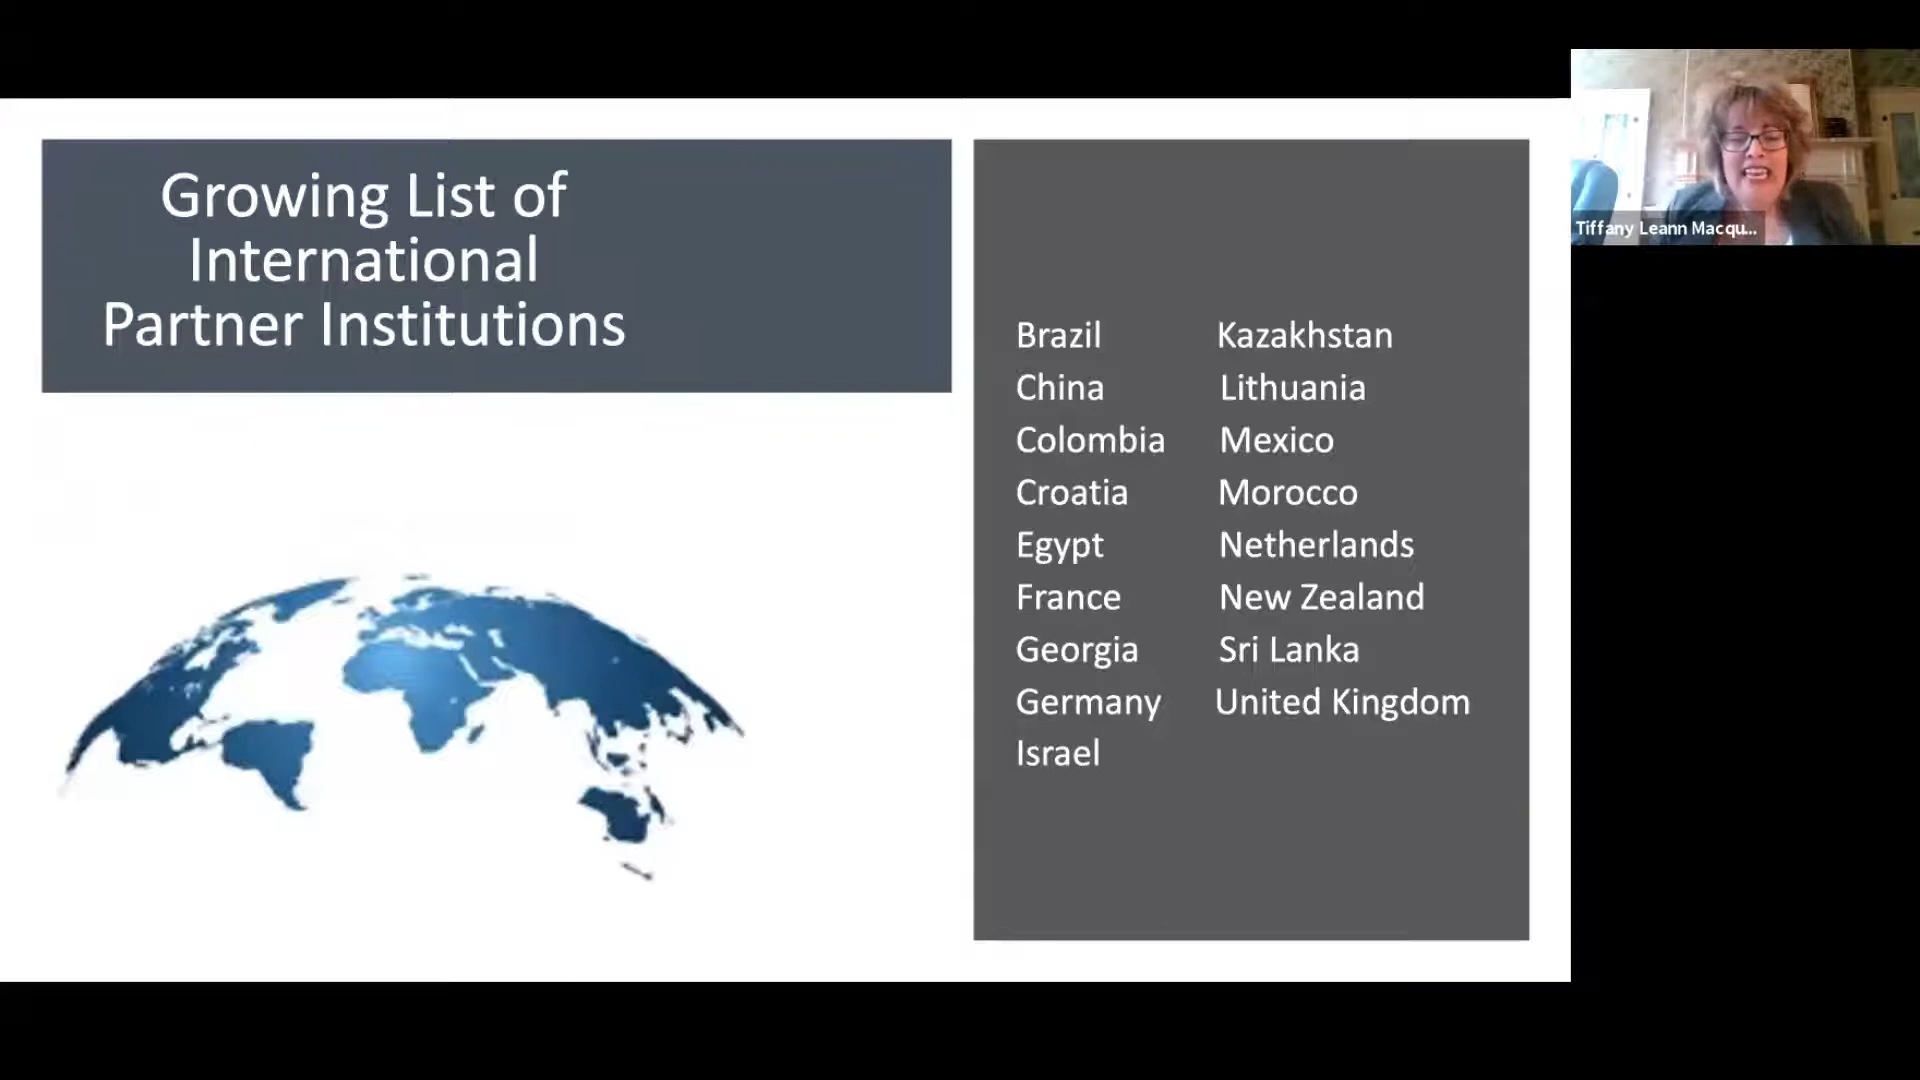 Growing List of
International
Partner Institutions
Brazil Kazakhstan
China Lithuania
Colombia Mexico
Croatia Morocco
Egypt Netherlands
France New Zealand
Georgia Sri Lanka
Germany United Kingdom
Israel
Tiffany Leann Macqu...